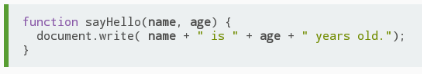 function sayHello(name, age) {
  document.write( name + " is " + age + " years old.");
}